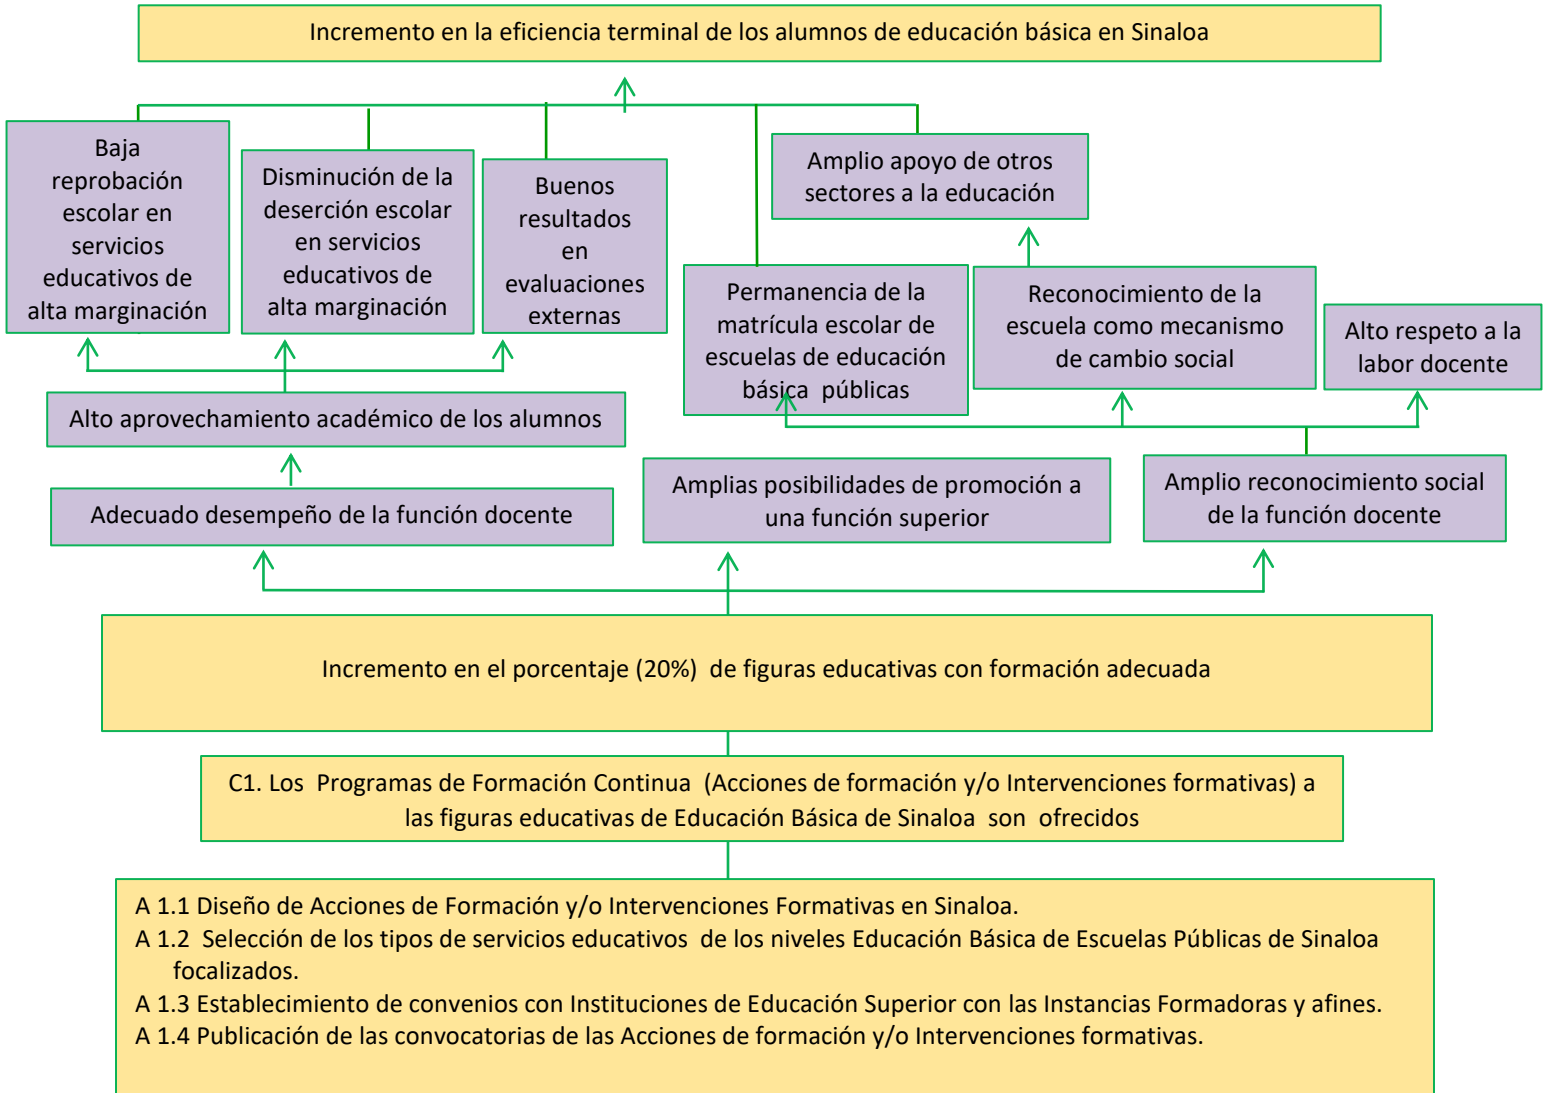 Incremento en la eficiencia terminal de los alumnos de educación básica en Sinaloa
Baja
reprobación
escolar en
servicios
educativos de
alta marginación
Disminución de la
deserción escolar
en servicios
educativos de
alta marginación
Buenos
resultados
en
evaluaciones
externas
Amplio apoyo de otros
sectores a la educación
Permanencia de la
matrícula escolar de
escuelas de educación
básica públicas
Reconocimiento de la
escuela como mecanismo
de cambio social
Alto respeto a la
labor docente
Alto aprovechamiento académico de los alumnos
Adecuado desempeño de la función docente
Amplias posibilidades de promoción a
una función superior
Amplio reconocimiento social
de la función docente
Incremento en el porcentaje (20%) de figuras educativas con formación adecuada
C1. Los Programas de Formación Continua (Acciones de formación y/o Intervenciones formativas) a
las figuras educativas de Educación Básica de Sinaloa son ofrecidos
A 1.1 Diseño de Acciones de Formación y/o Intervenciones Formativas en Sinaloa.
A 1.2 Selección de los tipos de servicios educativos de los niveles Educación Básica de Escuelas Públicas de Sinaloa
focalizados.
A 1.3 Establecimiento de convenios con Instituciones de Educación Superior con las Instancias Formadoras y afines.
A 1.4 Publicación de las convocatorias de las Acciones de formación y/o Intervenciones formativas.